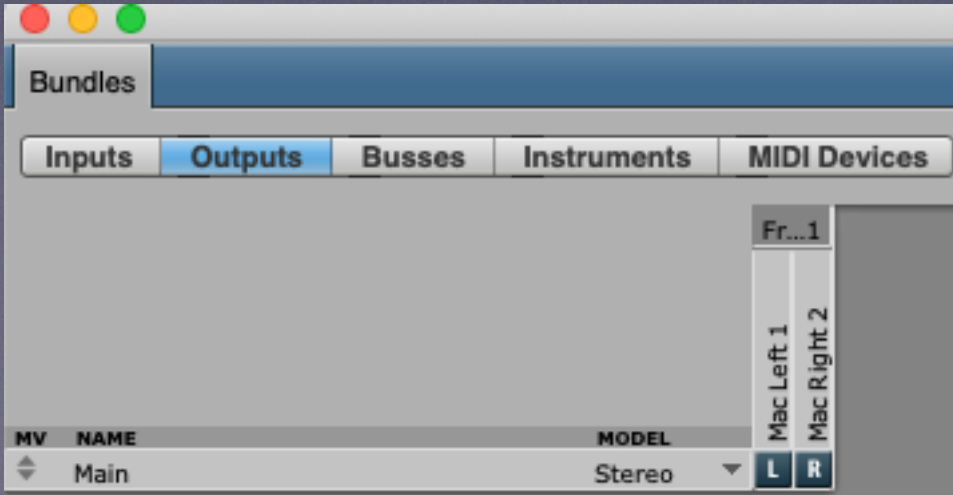 Bundles
Inputs Outputs Busses Instruments MIDI Devices
Fr...1
Mac Left 1
Mac Right 2
MV NAME MODEL
Main Stereo L R